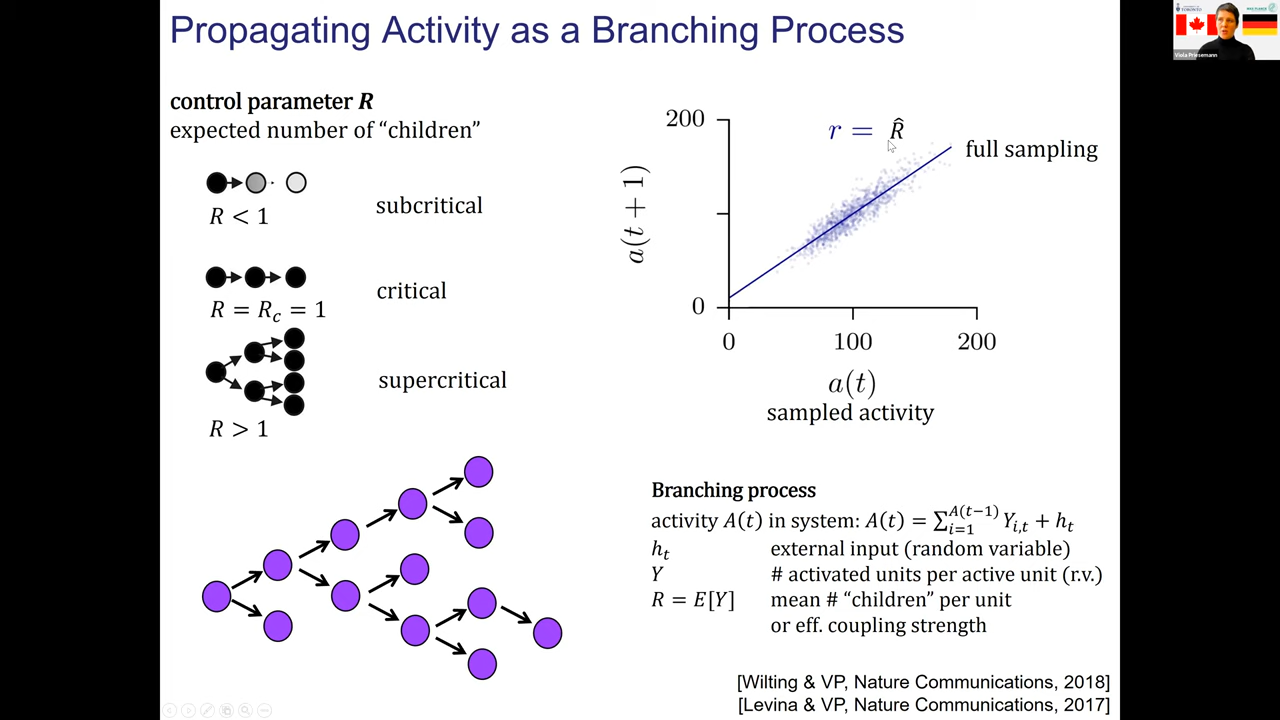 Propagating Activity as a Branching Process
control parameter R
expected number of “children”
R < 1
subcritical
R = R_c = 1
critical
R > 1
supercritical
200
0
a(t + 1)
r = R̂
full sampling
0 100 200
a(t)
sampled activity
Branching process
activity A(t) in system: A(t) = ∑_{i=1}^{A(t−1)} Y_{i,t} + h_t
h_t external input (random variable)
Y # activated units per active unit (r.v.)
R = E[Y] mean # “children” per unit
or eff. coupling strength
[Wilting & VP, Nature Communications, 2018]
[Levina & VP, Nature Communications, 2017]
TORONTO
Viola Priesemann